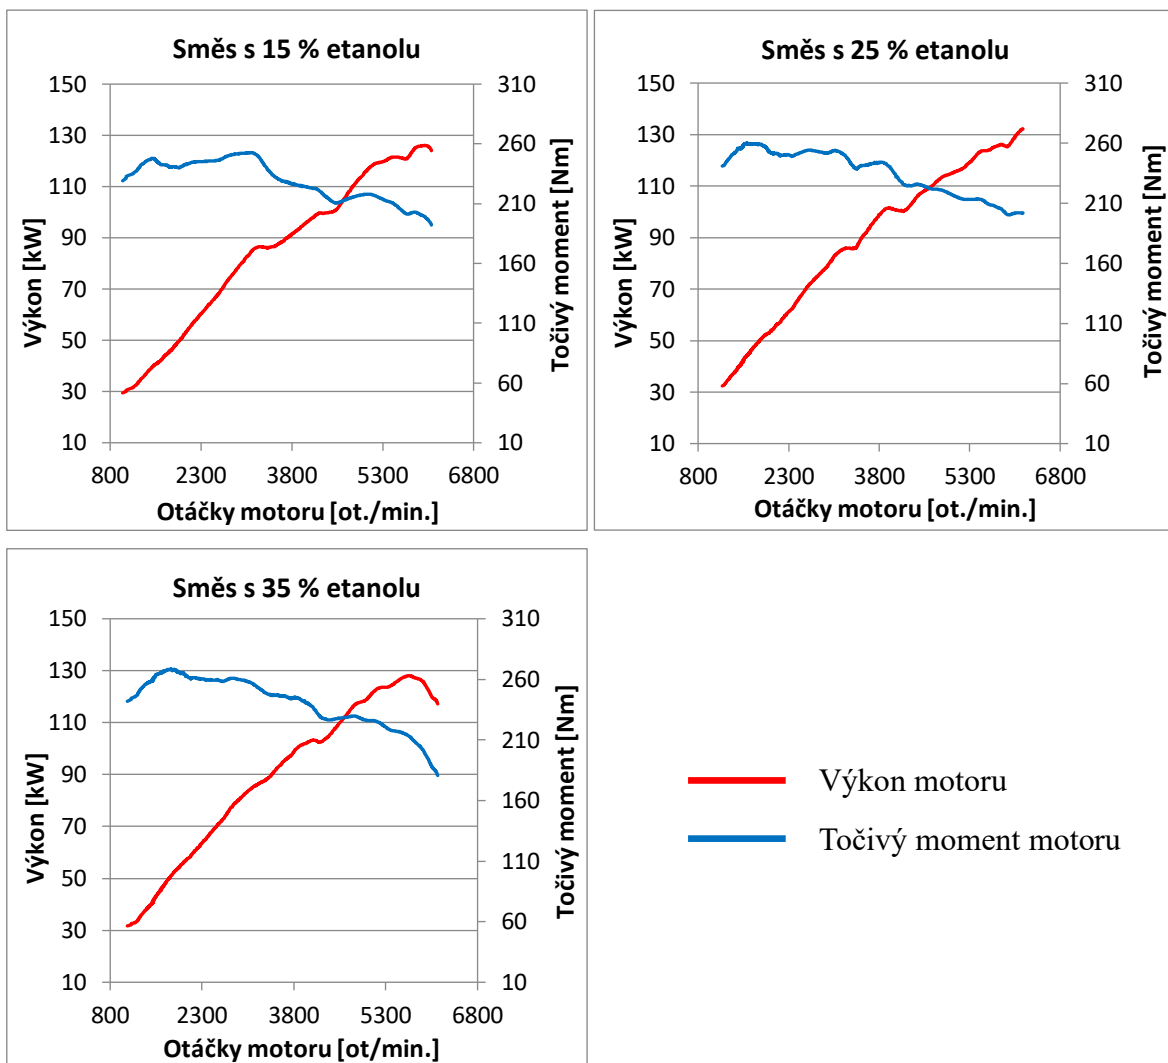 Směs s 15 % etanolu
150
130
110
90
70
50
30
10
Výkon [kW]
310
260
210
160
110
60
10
Točivý moment [Nm]
800 2300 3800 5300 6800
Otáčky motoru [ot./min.]
Směs s 25 % etanolu
150
130
110
90
70
50
30
10
Výkon [kW]
310
260
210
160
110
60
10
Točivý moment [Nm]
800 2300 3800 5300 6800
Otáčky motoru [ot./min.]
Směs s 35 % etanolu
150
130
110
90
70
50
30
10
Výkon [kW]
310
260
210
160
110
60
10
Točivý moment [Nm]
800 2300 3800 5300 6800
Otáčky motoru [ot/min.]
Výkon motoru
Točivý moment motoru